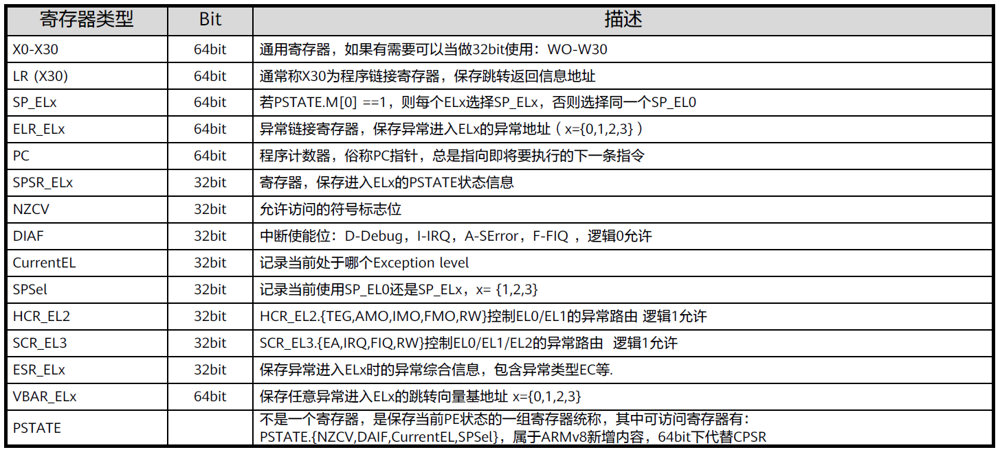 寄存器类型 Bit 描述
X0-X30 64bit 通用寄存器，如果有需要可以当做32bit使用：WO-W30
LR (X30) 64bit 通常称X30为程序链接寄存器，保存跳转返回信息地址
SP_ELx 64bit 若PSTATE.M[0] ==1，则每个ELx选择SP_ELx，否则选择同一个SP_EL0
ELR_ELx 64bit 异常链接寄存器，保存异常进入ELx的异常地址（x={0,1,2,3}）
PC 64bit 程序计数器，俗称PC指针，总是指向即将要执行的下一条指令
SPSR_ELx 32bit 寄存器，保存进入ELx的PSTATE状态信息
NZCV 32bit 允许访问的符号标志位
DIAF 32bit 中断使能位：D-Debug，I-IRQ，A-SError，F-FIQ ，逻辑0允许
CurrentEL 32bit 记录当前处于哪个Exception level
SPSel 32bit 记录当前使用SP_EL0还是SP_ELx，x= {1,2,3}
HCR_EL2 32bit HCR_EL2.{TEG,AMO,IMO,FMO,RW}控制EL0/EL1的异常路由 逻辑1允许
SCR_EL3 32bit SCR_EL3.{EA,IRQ,FIQ,RW}控制EL0/EL1/EL2的异常路由 逻辑1允许
ESR_ELx 32bit 保存异常进入ELx时的异常综合信息，包含异常类型EC等.
VBAR_ELx 64bit 保存任意异常进入ELx的跳转向量基地址 x={0,1,2,3}
PSTATE 不是一个寄存器，是保存当前PE状态的一组寄存器统称，其中可访问寄存器有：
PSTATE.{NZCV,DAIF,CurrentEL,SPSel}，属于ARMv8新增内容，64bit下代替CPSR